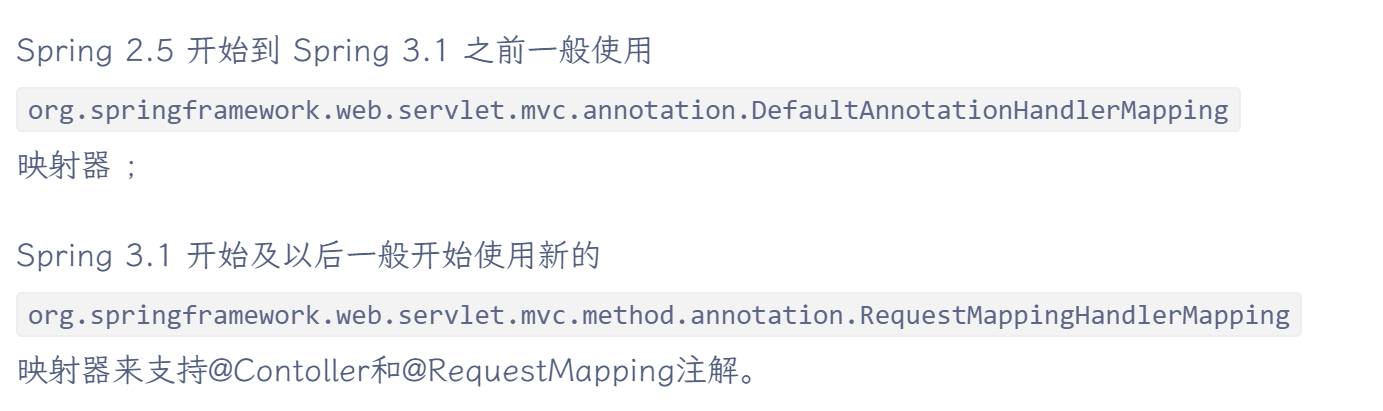 Spring 2.5 开始到 Spring 3.1 之前一般使用
org.springframework.web.servlet.mvc.annotation.DefaultAnnotationHandlerMapping
映射器 ;
Spring 3.1 开始及以后一般开始使用新的
org.springframework.web.servlet.mvc.method.annotation.RequestMappingHandlerMapping
映射器来支持@Contoller和@RequestMapping注解。